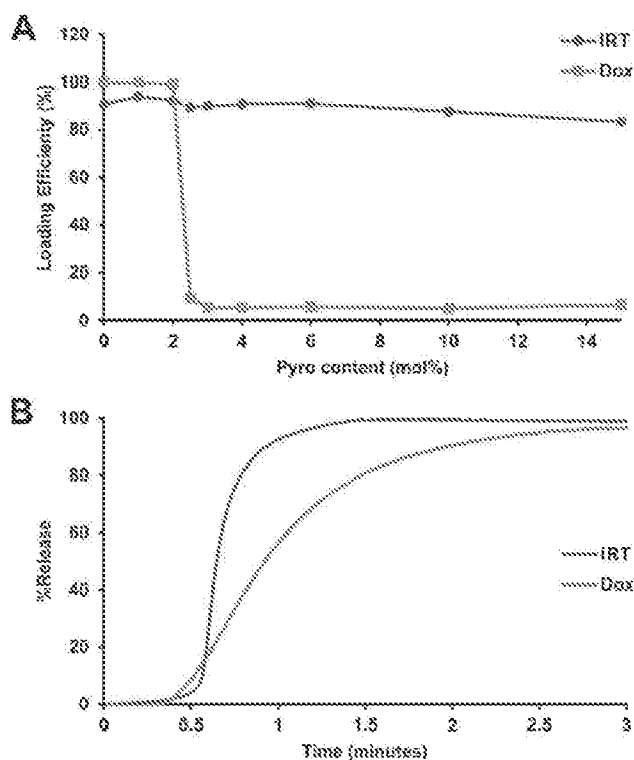 A
120
100
80
60
40
20
0
0 2 4 6 8 10 12 14
Loading Efficienty (%)
Pyro content (mol%)
IRT
Dox
B
100
80
60
40
20
0
0 0.5 1 1.5 2 2.5 3
%Release
Time (minutes)
IRT
Dox